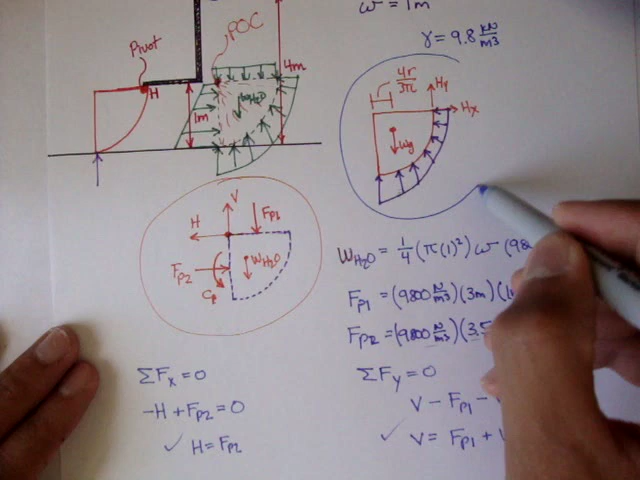 ω = 1m
γ = 9.8 kN/m3
Pivot
POC
H
4m
1m
WH2O
4r/3π
Hy
Hx
Wg
V
H
FP1
FP2
WH2O
CP
WH2O = 1/4 (π(1)²) ω (98
FP1 = (9800 N/m3)(3m)(1
FP2 = (9800 N/m3)(3.5
ΣFx = 0
-H + FP2 = 0
✓ H = FP2
ΣFy = 0
V - FP1 -
✓ V = FP1 +